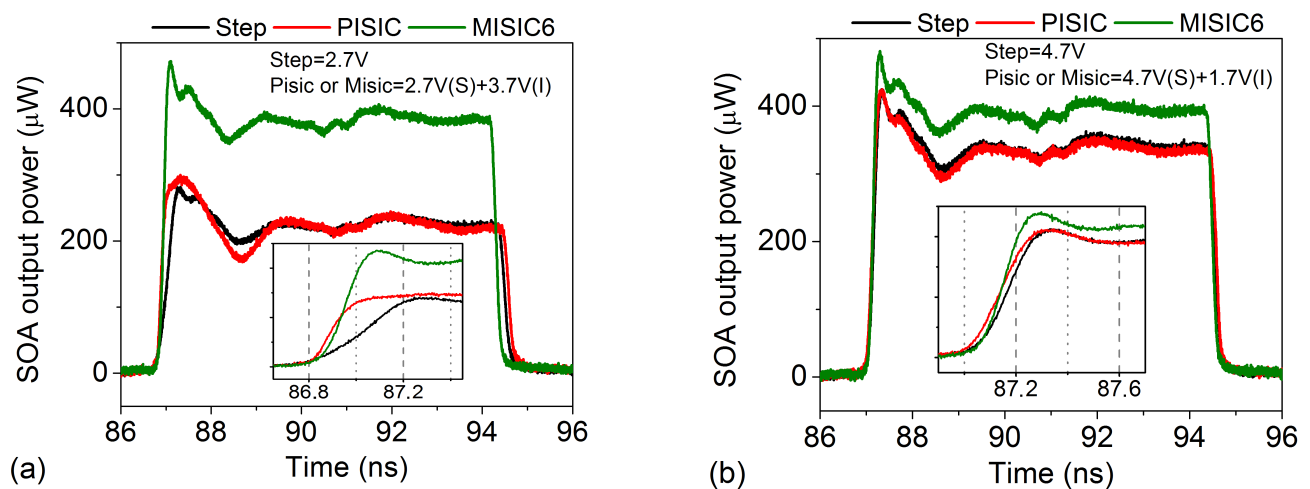 Step PISIC MISIC6
Step=2.7V
Pisic or Misic=2.7V(S)+3.7V(I)
SOA output power (μW)
400
200
0
86.8 87.2
86 88 90 92 94 96
Time (ns)
(a)
Step PISIC MISIC6
Step=4.7V
Pisic or Misic=4.7V(S)+1.7V(I)
SOA output power (μW)
400
200
0
87.2 87.6
86 88 90 92 94 96
Time (ns)
(b)